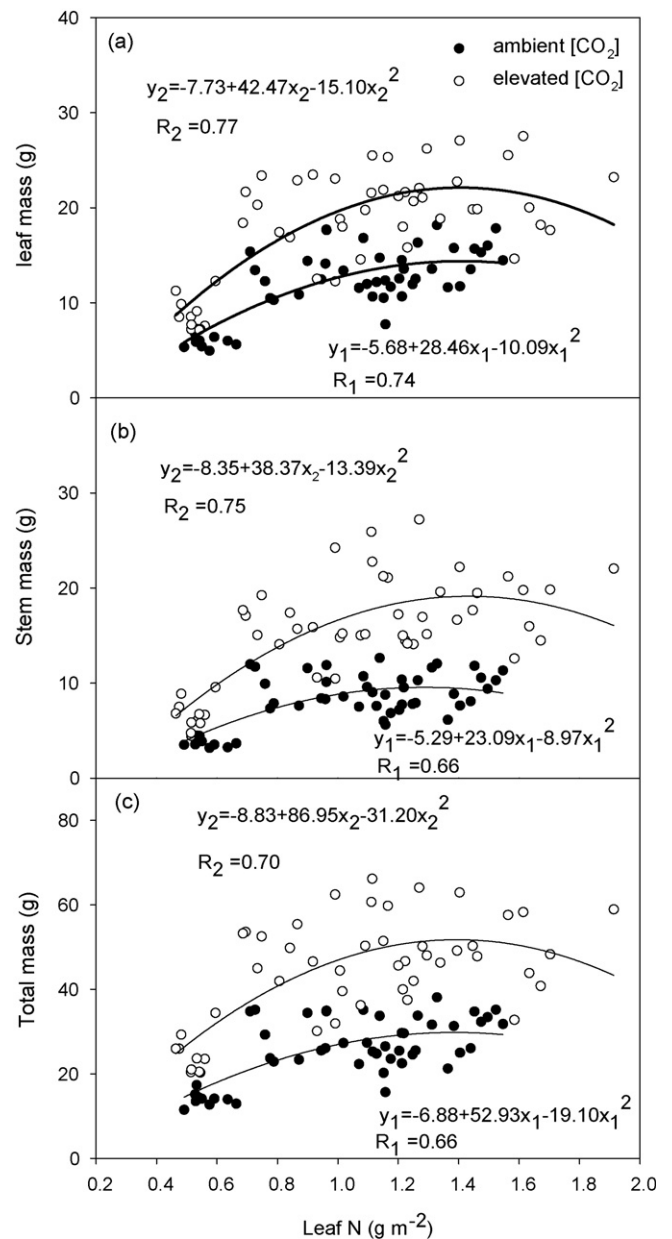 40
(a)
ambient [CO2]
elevated [CO2]
y2=-7.73+42.47x2-15.10x2^2
R2 =0.77
30
leaf mass (g)
20
10
y1=-5.68+28.46x1-10.09x1^2
R1 =0.74
0
(b)
y2=-8.35+38.37x2-13.39x2^2
R2 =0.75
30
Stem mass (g)
20
10
y1=-5.29+23.09x1-8.97x1^2
R1 =0.66
0
(c)
y2=-8.83+86.95x2-31.20x2^2
R2 =0.70
80
60
Total mass (g)
40
20
y1=-6.88+52.93x1-19.10x1^2
R1 =0.66
0
0.2 0.4 0.6 0.8 1.0 1.2 1.4 1.6 1.8 2.0
Leaf N (g m-2)